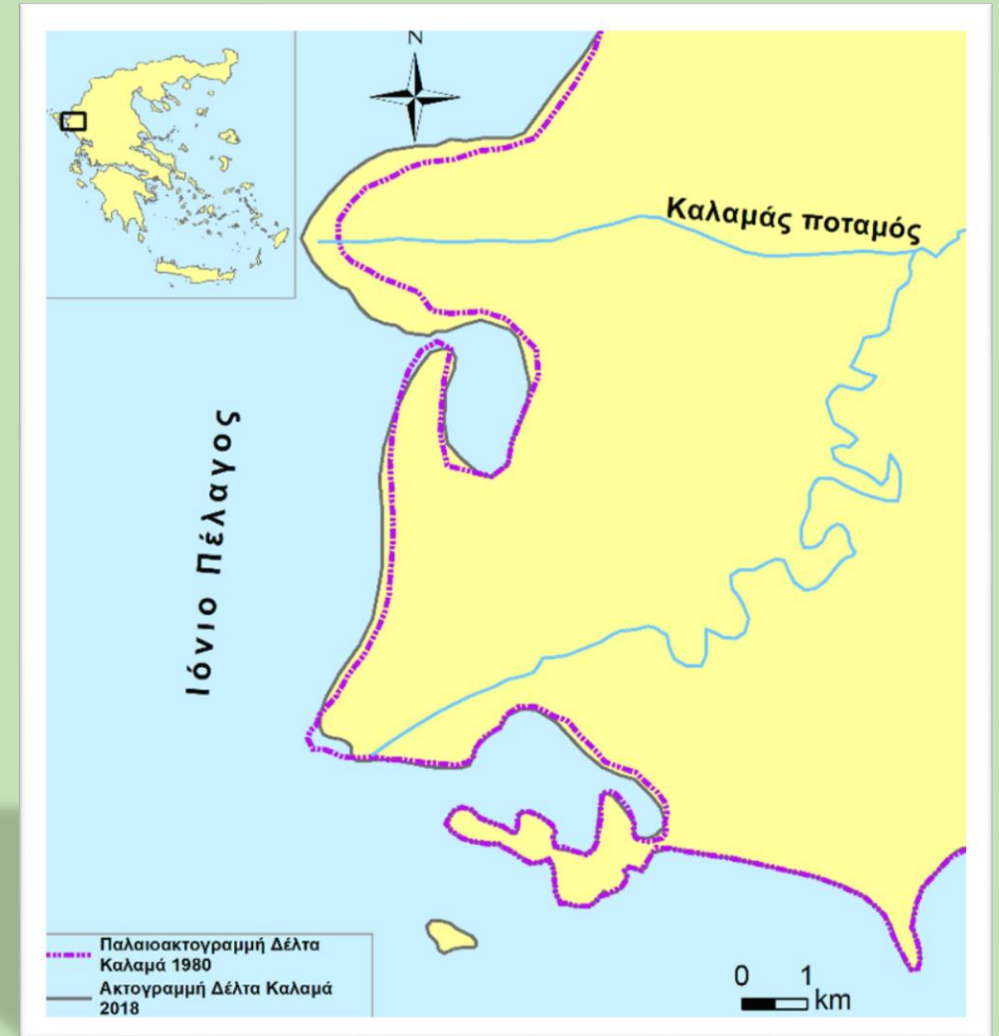 Z
Καλαμάς ποταμός
Ιόνιο Πέλαγος
Παλαιοακτογραμμή Δέλτα
Καλαμά 1980
Ακτογραμμή Δέλτα Καλαμά
2018
0 1
km